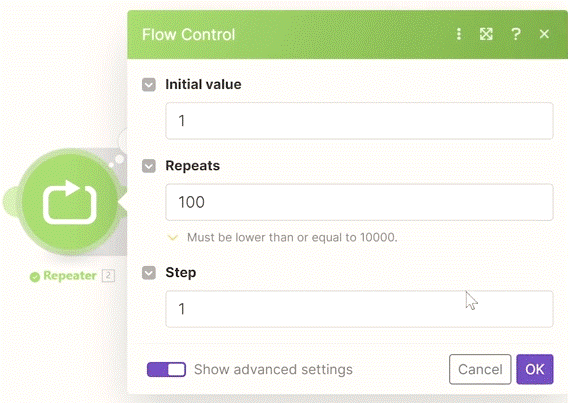 Flow Control
Initial value
1
Repeats
100
Must be lower than or equal to 10000.
Step
1
Repeater 2
Show advanced settings
Cancel
OK